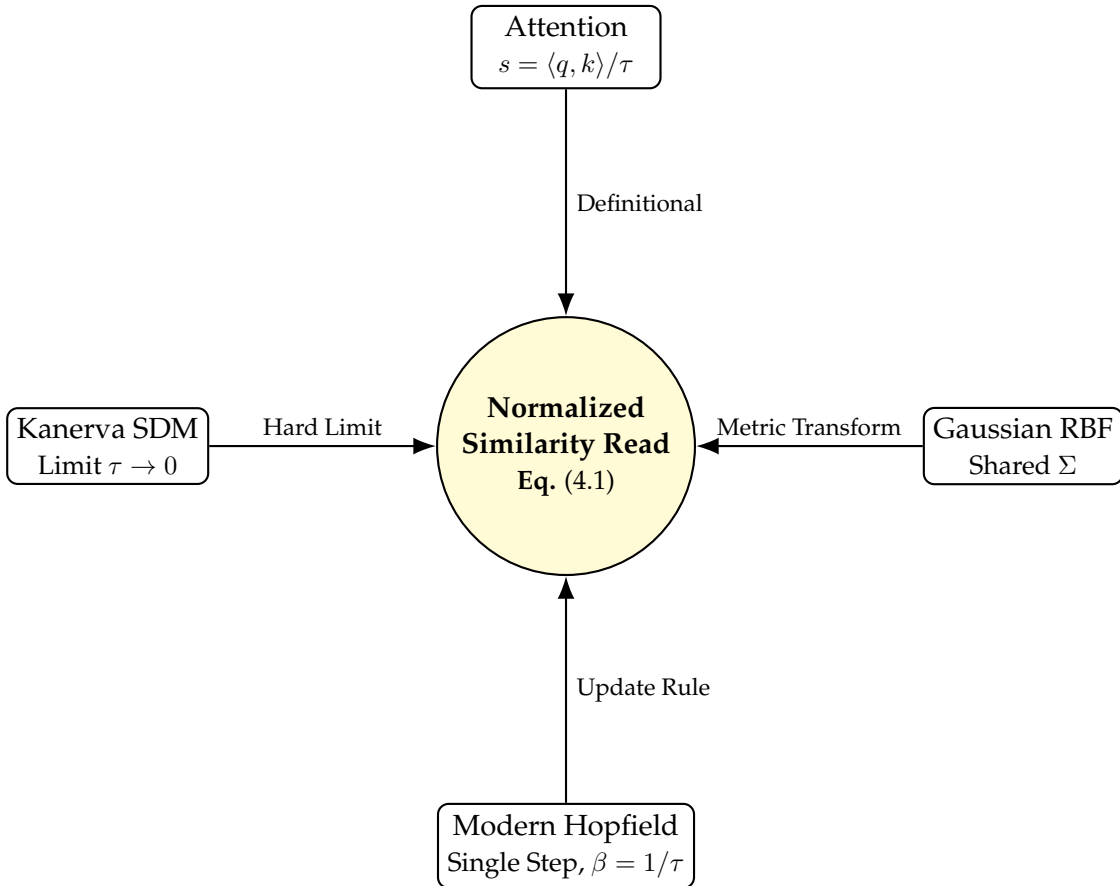 Attention
s = ⟨q, k⟩/τ
Definitional
Normalized
Similarity Read
Eq. (4.1)
Kanerva SDM
Limit τ → 0
Hard Limit
Metric Transform
Gaussian RBF
Shared Σ
Update Rule
Modern Hopfield
Single Step, β = 1/τ